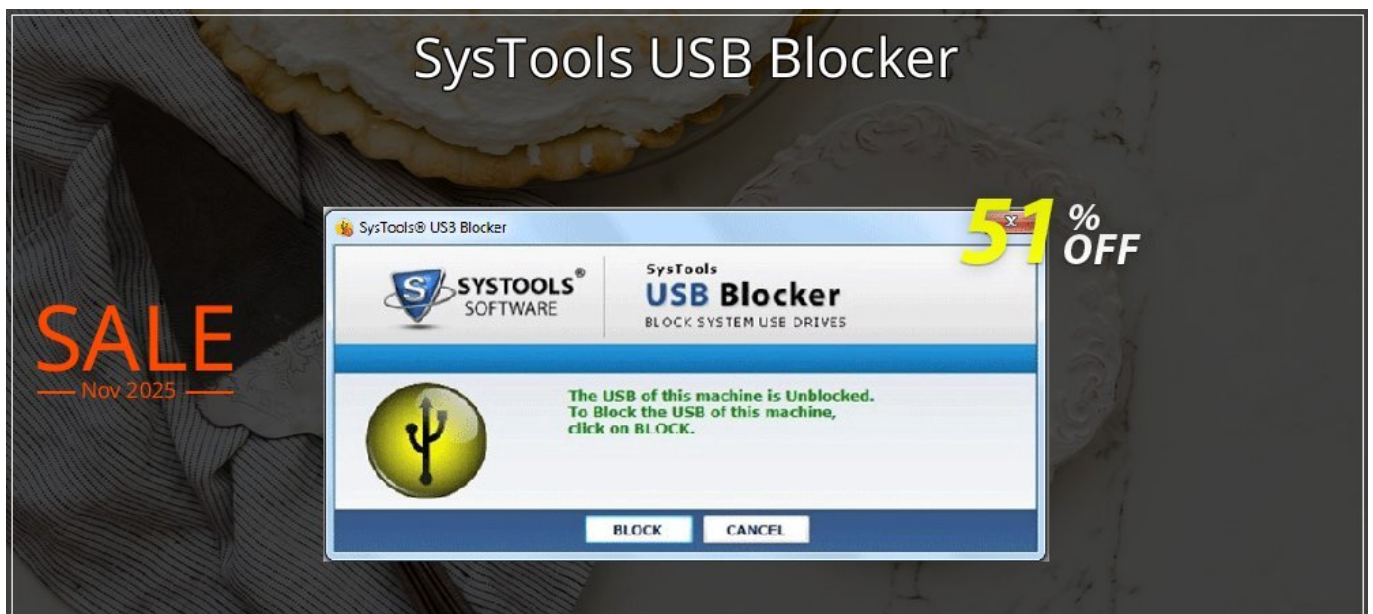 SysTools USB Blocker
51% OFF
SysTools® US3 Blocker
SYSTOOLS®
SOFTWARE
SysTools
USB Blocker
BLOCK SYSTEM USE DRIVES
SALE
Nov 2025
The USB of this machine is Unblocked.
To Block the USB of this machine,
click on BLOCK.
BLOCK CANCEL